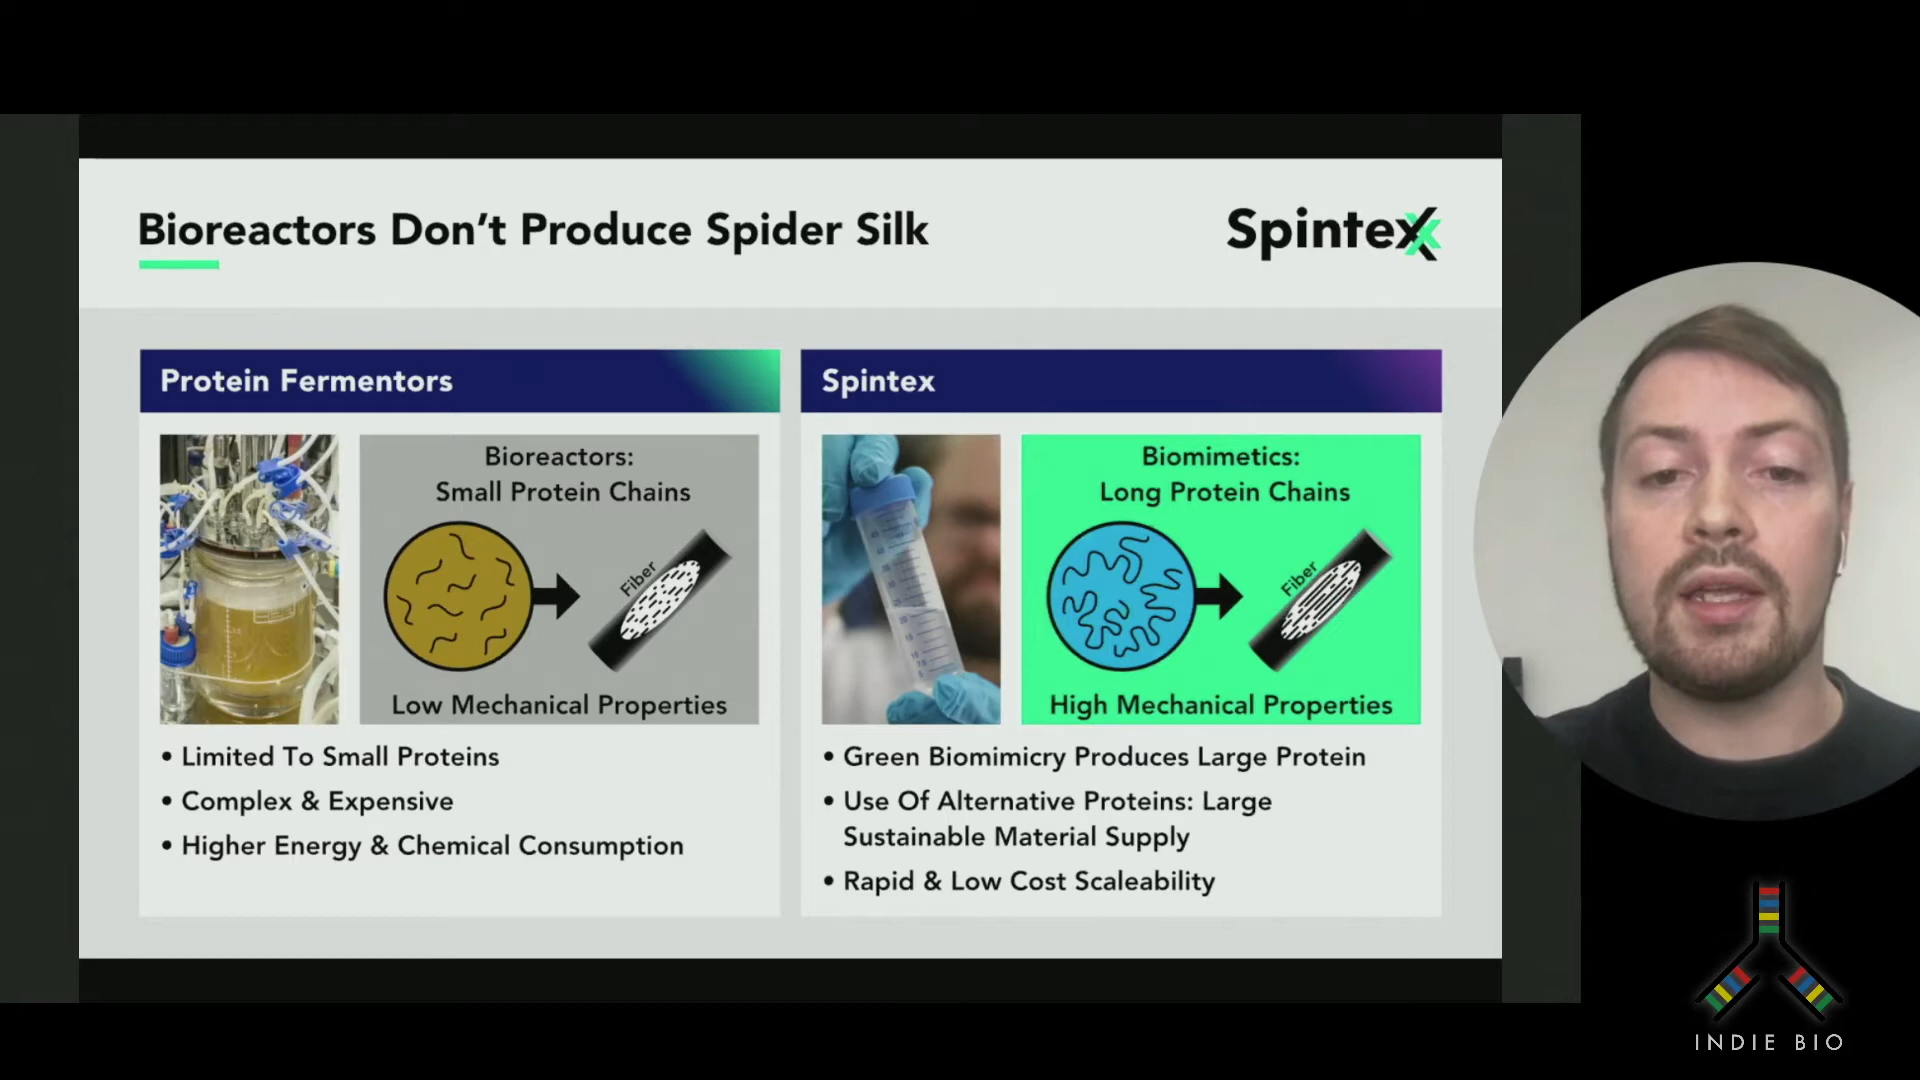 Bioreactors Don't Produce Spider Silk
Spintex
Protein Fermentors
Bioreactors:
Small Protein Chains
Fiber
Low Mechanical Properties
• Limited To Small Proteins
• Complex & Expensive
• Higher Energy & Chemical Consumption
Spintex
Biomimetics:
Long Protein Chains
Fiber
High Mechanical Properties
• Green Biomimicry Produces Large Protein
• Use Of Alternative Proteins: Large
Sustainable Material Supply
• Rapid & Low Cost Scaleability
INDIE BIO